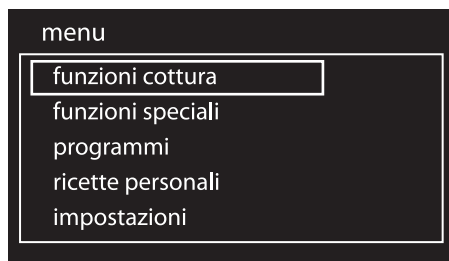 menu
funzioni cottura
funzioni speciali
programmi
ricette personali
impostazioni